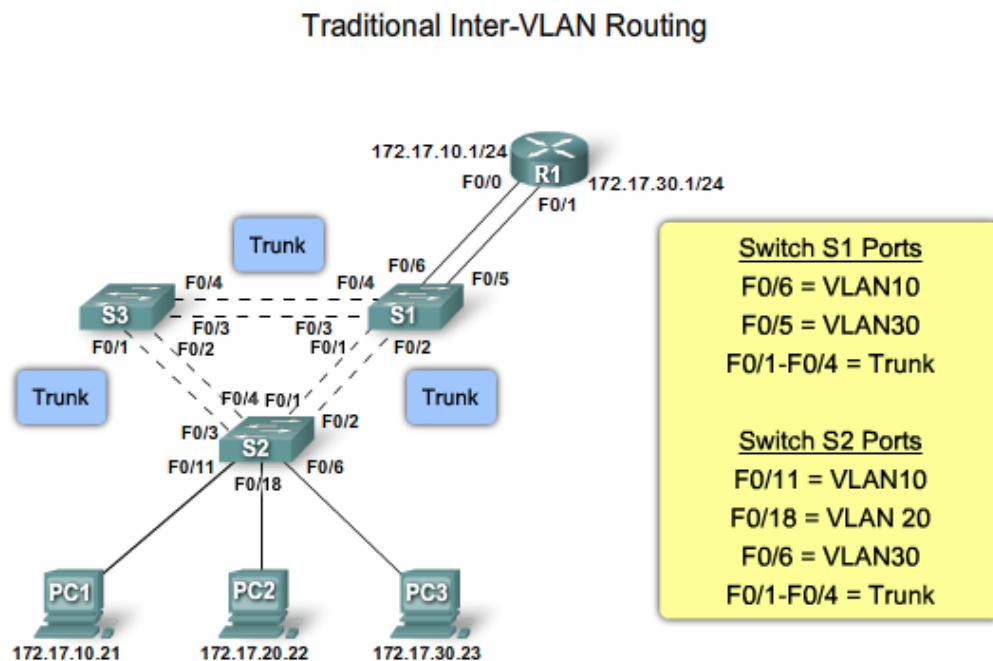 Traditional Inter-VLAN Routing
172.17.10.1/24
R1
F0/0
172.17.30.1/24
F0/1
Trunk
F0/4
F0/4
F0/6
F0/5
S3
S1
F0/3
F0/3
F0/1
F0/2
F0/1
F0/2
Trunk
Trunk
F0/4
F0/1
F0/3
F0/2
S2
F0/11
F0/18
F0/6
PC1
PC2
PC3
172.17.10.21
172.17.20.22
172.17.30.23
Switch S1 Ports
F0/6 = VLAN10
F0/5 = VLAN30
F0/1-F0/4 = Trunk
Switch S2 Ports
F0/11 = VLAN10
F0/18 = VLAN 20
F0/6 = VLAN30
F0/1-F0/4 = Trunk